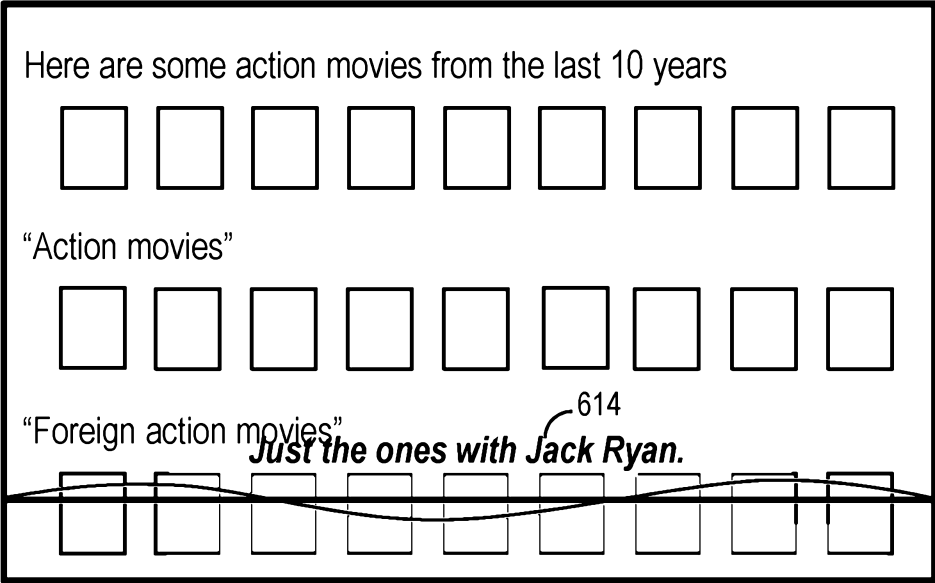 Here are some action movies from the last 10 years
“Action movies”
614
“Foreign action movies”
Just the ones with Jack Ryan.